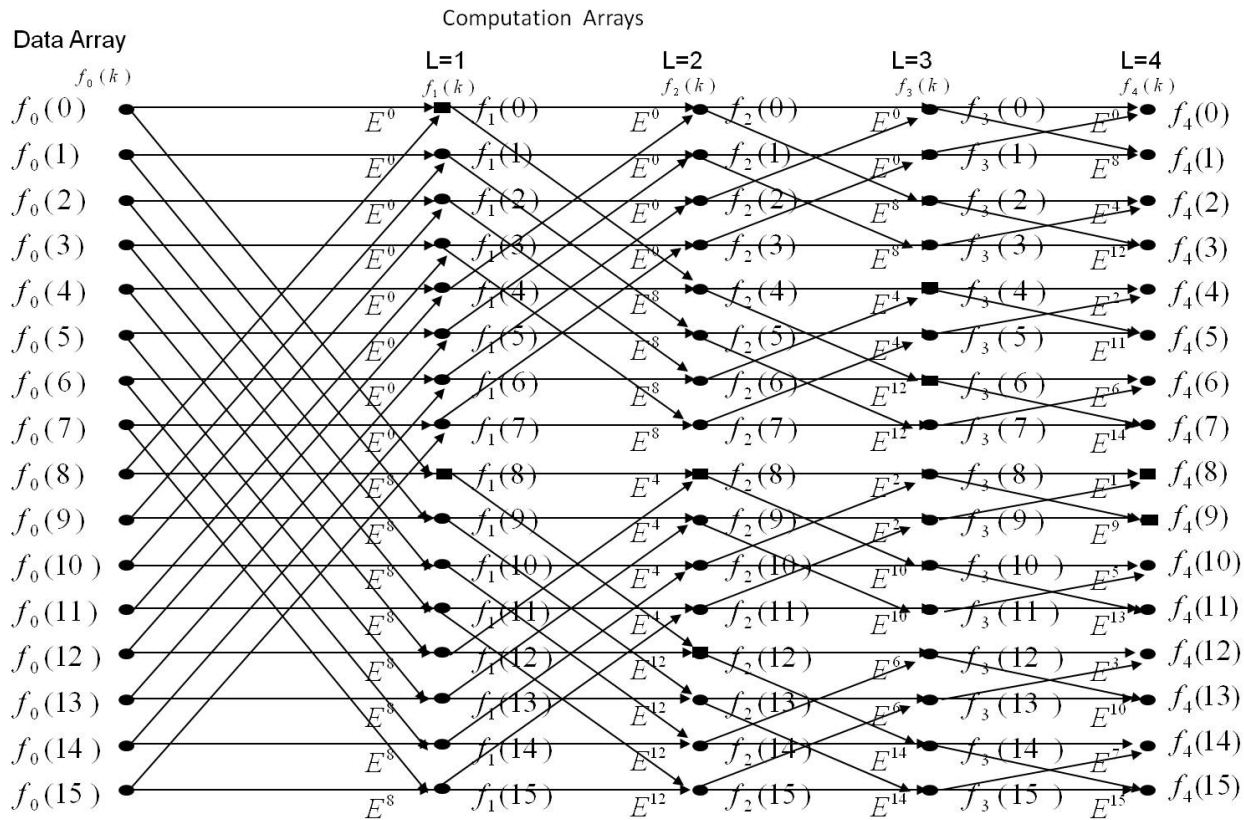 Computation Arrays
Data Array
L=1 L=2 L=3 L=4
f₀(k) f₁(k) f₂(k) f₃(k) f₄(k)
f₀(0) E⁰ f₁(0) E⁰ f₂(0) E⁰ f₃(0) E⁰ f₄(0)
f₀(1) E⁰ f₁(1) E⁰ f₂(1) E⁰ f₃(1) E⁸ f₄(1)
f₀(2) E⁰ f₁(2) E⁰ f₂(2) E⁸ f₃(2) E⁴ f₄(2)
f₀(3) E⁰ f₁(3) E⁰ f₂(3) E⁸ f₃(3) E¹² f₄(3)
f₀(4) E⁰ f₁(4) E⁸ f₂(4) E⁴ f₃(4) E² f₄(4)
f₀(5) E⁰ f₁(5) E⁸ f₂(5) E⁴ f₃(5) E¹¹ f₄(5)
f₀(6) E⁰ f₁(6) E⁸ f₂(6) E¹² f₃(6) E⁶ f₄(6)
f₀(7) E⁰ f₁(7) E⁸ f₂(7) E¹² f₃(7) E¹⁴ f₄(7)
f₀(8) E⁸ f₁(8) E⁴ f₂(8) E² f₃(8) E¹ f₄(8)
f₀(9) E⁸ f₁(9) E⁴ f₂(9) E² f₃(9) E⁹ f₄(9)
f₀(10) E⁸ f₁(10) E⁴ f₂(10) E¹⁰ f₃(10) E⁵ f₄(10)
f₀(11) E⁸ f₁(11) E⁴ f₂(11) E¹⁰ f₃(11) E¹³ f₄(11)
f₀(12) E⁸ f₁(12) E¹² f₂(12) E⁶ f₃(12) E³ f₄(12)
f₀(13) E⁸ f₁(13) E¹² f₂(13) E⁶ f₃(13) E¹⁰ f₄(13)
f₀(14) E⁸ f₁(14) E¹² f₂(14) E¹⁴ f₃(14) E⁷ f₄(14)
f₀(15) E⁸ f₁(15) E¹² f₂(15) E¹⁴ f₃(15) E¹⁵ f₄(15)